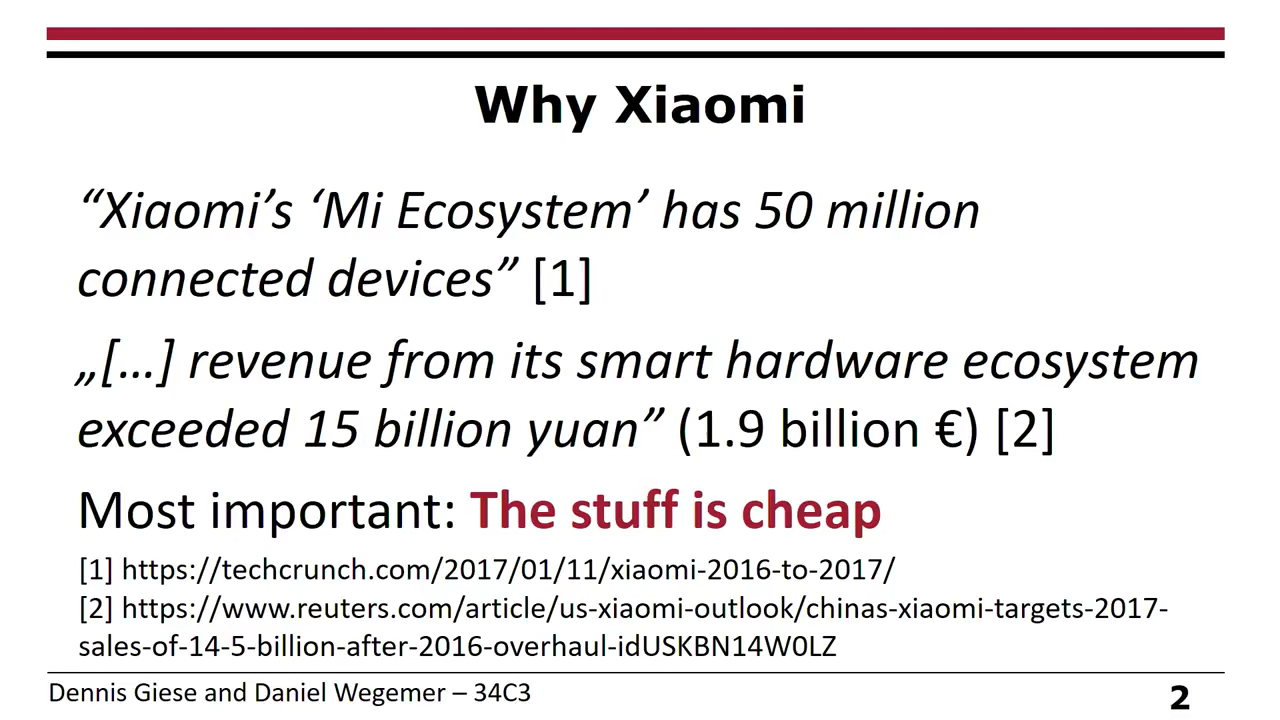 Why Xiaomi
“Xiaomi’s ‘Mi Ecosystem’ has 50 million
connected devices” [1]
„[…] revenue from its smart hardware ecosystem
exceeded 15 billion yuan” (1.9 billion €) [2]
Most important: The stuff is cheap
[1] https://techcrunch.com/2017/01/11/xiaomi-2016-to-2017/
[2] https://www.reuters.com/article/us-xiaomi-outlook/chinas-xiaomi-targets-2017-
sales-of-14-5-billion-after-2016-overhaul-idUSKBN14W0LZ
Dennis Giese and Daniel Wegemer – 34C3
2